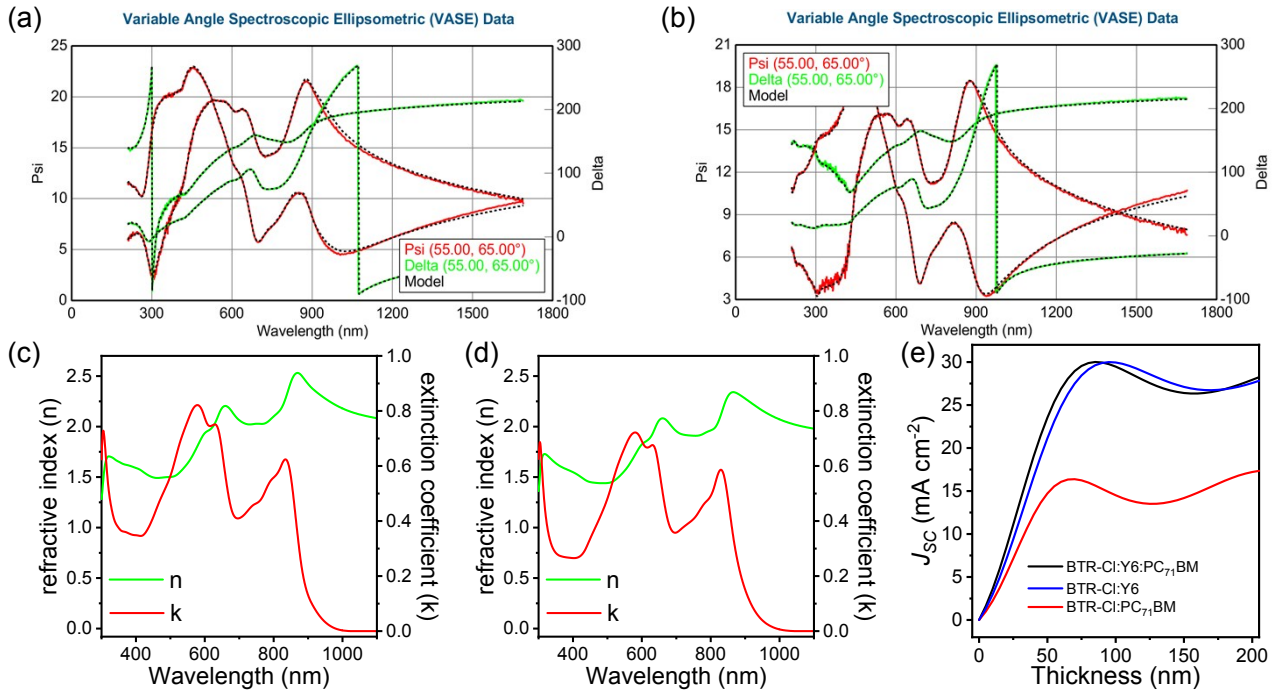 (a)
Variable Angle Spectroscopic Ellipsometric (VASE) Data
25
20
15
10
5
0
Psi
300
200
100
0
-100
Delta
0
300
600
900
1200
1500
1800
Wavelength (nm)
Psi (55.00, 65.00°)
Delta (55.00, 65.00°)
Model
(b)
Variable Angle Spectroscopic Ellipsometric (VASE) Data
21
18
15
12
9
6
3
Psi
300
200
100
0
-100
Delta
0
300
600
900
1200
1500
1800
Wavelength (nm)
Psi (55.00, 65.00°)
Delta (55.00, 65.00°)
Model
(c)
2.5
2.0
1.5
1.0
0.5
0.0
refractive index (n)
1.0
0.8
0.6
0.4
0.2
0.0
extinction coefficient (k)
n
k
400
600
800
1000
Wavelength (nm)
(d)
2.5
2.0
1.5
1.0
0.5
0.0
refractive index (n)
1.0
0.8
0.6
0.4
0.2
0.0
extinction coefficient (k)
n
k
400
600
800
1000
Wavelength (nm)
(e)
30
25
20
15
10
5
0
J_SC (mA cm⁻²)
BTR-Cl:Y6:PC₇₁BM
BTR-Cl:Y6
BTR-Cl:PC₇₁BM
0
50
100
150
200
Thickness (nm)